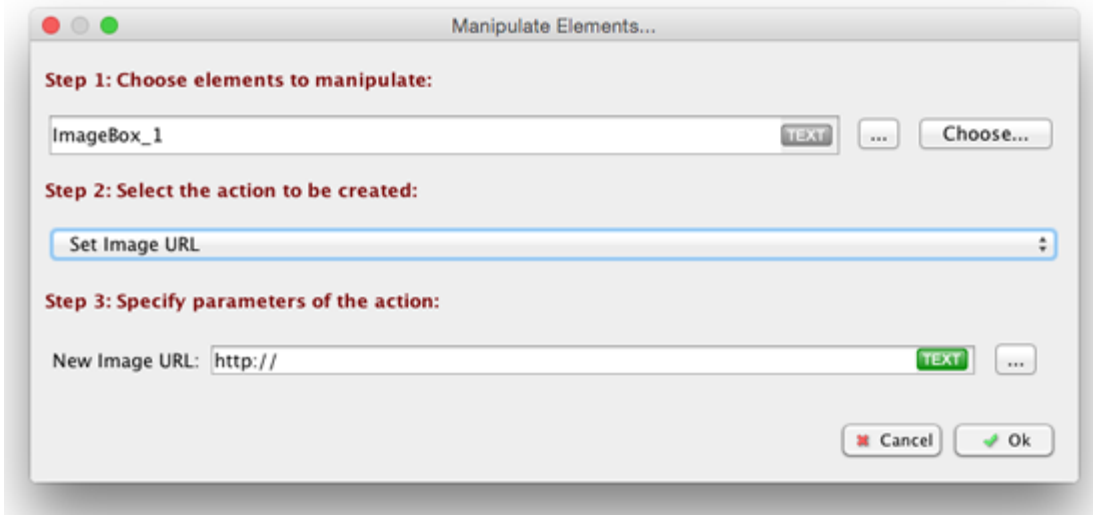 Manipulate Elements...
Step 1: Choose elements to manipulate:
ImageBox_1 TEXT ... Choose...
Step 2: Select the action to be created:
Set Image URL
Step 3: Specify parameters of the action:
New Image URL: http:// TEXT ...
Cancel Ok